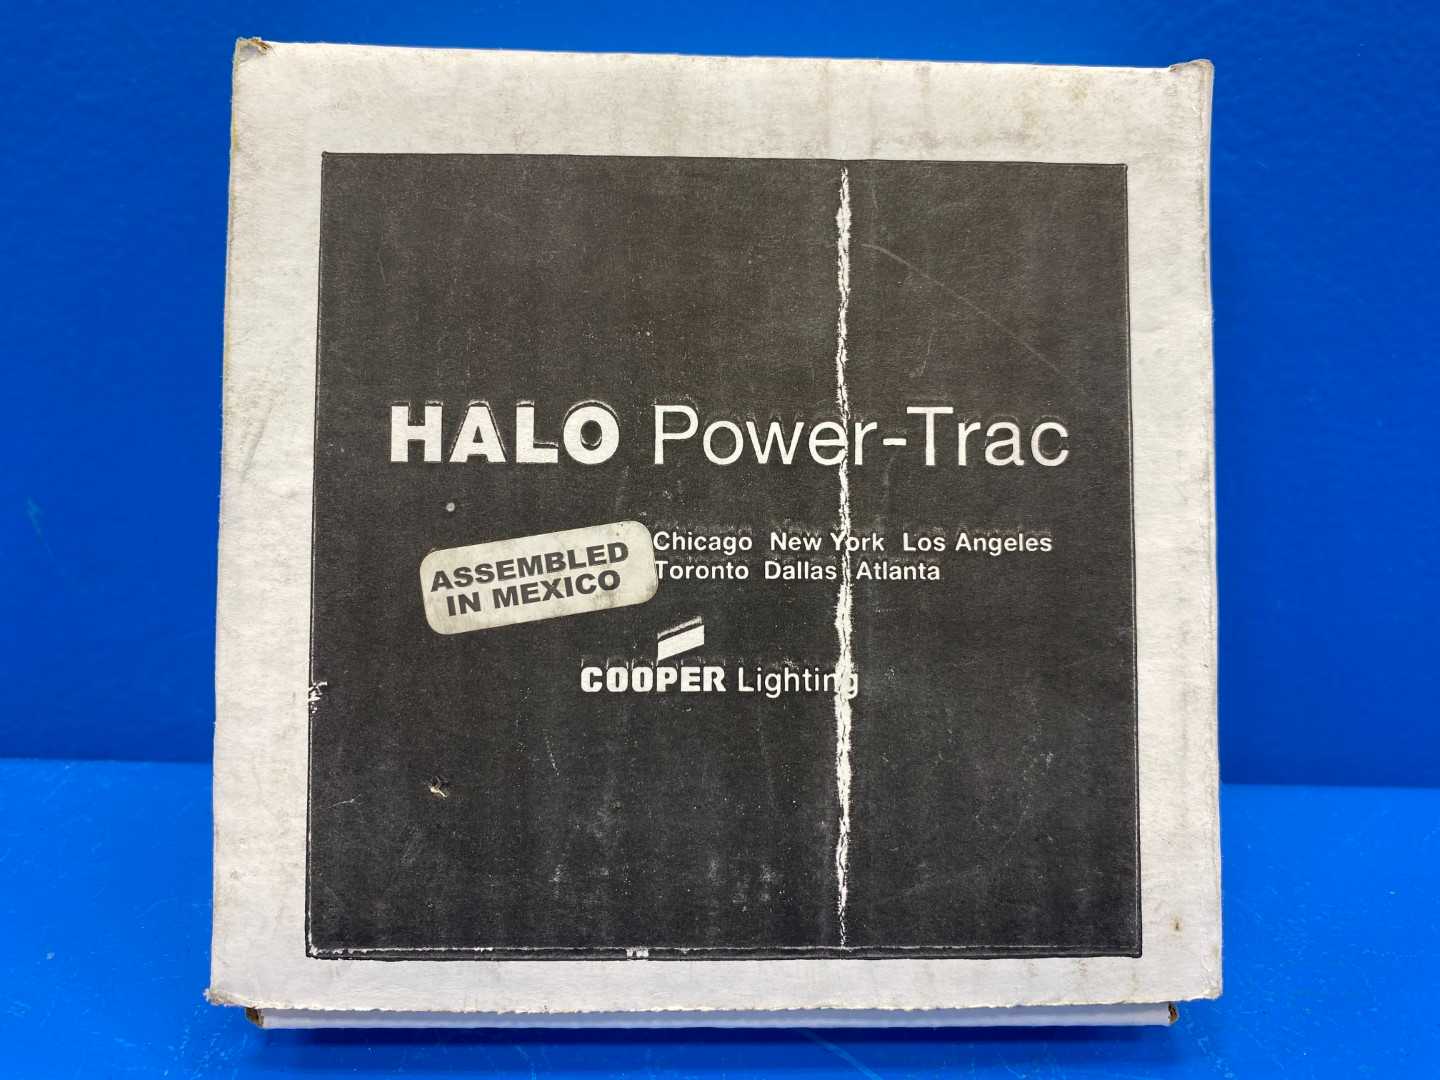 HALO Power-Trac
Chicago New York Los Angeles
Toronto Dallas Atlanta
ASSEMBLED
IN MEXICO
COOPER Lighting